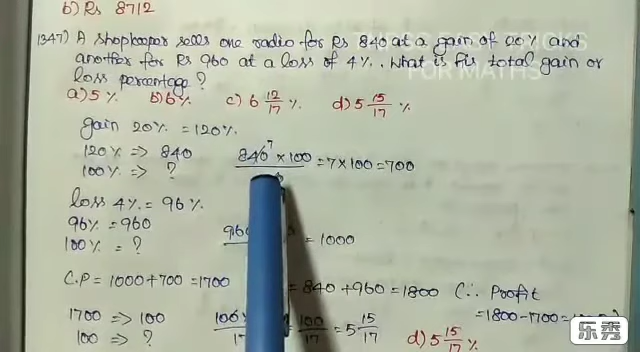 b) Rs 8712
1347) A shopkeeper sells one radio for Rs 840 at a gain of 20% and
another for Rs 960 at a loss of 4%. What is his total gain or
loss percentage?
FOR MATHS
a) 5% b) 6% c) 6 12/17 % d) 5 15/17 %
gain 20% = 120%
120% => 840
100% => ?
840 7 × 100 = 7 × 100 = 700
loss 4% = 96%
96% = 960
100% = ?
= 1000
C.P = 1000 + 700 = 1700
= 840 + 960 = 1800 (∴ Profit
= 1800 - 1700 =
1700 => 100
100 => ?
100/17 = 5 15/17
d) 5 15/17 %
乐秀